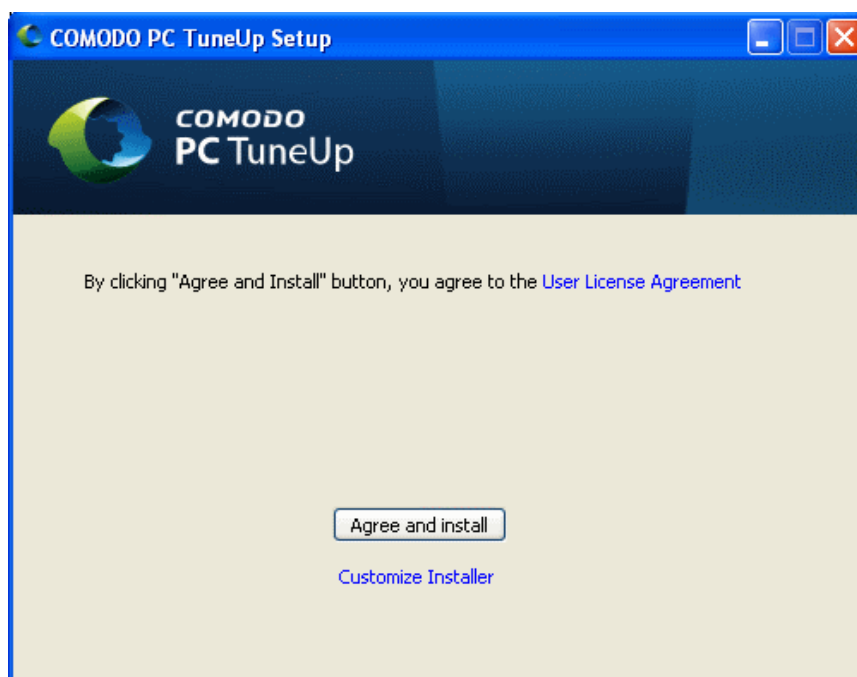 COMODO PC TuneUp Setup
COMODO
PC TuneUp
By clicking "Agree and Install" button, you agree to the User License Agreement
Agree and install
Customize Installer